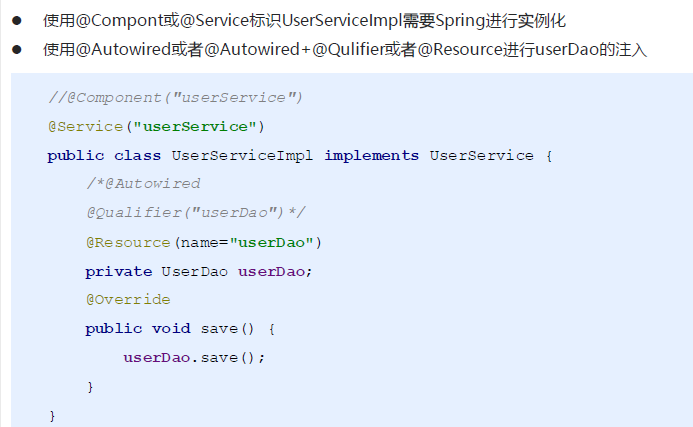 ● 使用@Compont或@Service标识UserServiceImpl需要Spring进行实例化
● 使用@Autowired或者@Autowired+@Qulifier或者@Resource进行userDao的注入
//@Component("userService")
@Service("userService")
public class UserServiceImpl implements UserService {
/*@Autowired
@Qualifier("userDao")*/
@Resource(name="userDao")
private UserDao userDao;
@Override
public void save() {
userDao.save();
}
}